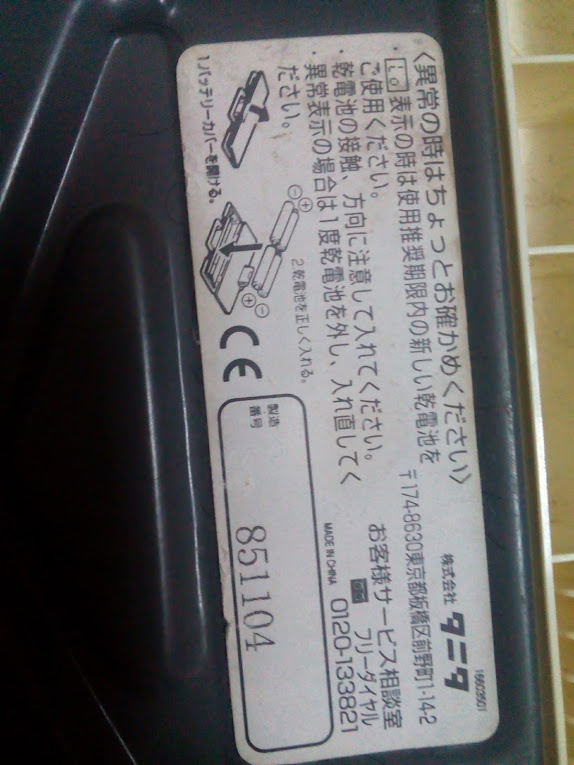 〈異常の時はちょっとお確かめください〉
・Lo表示の時は使用推奨期限内の新しい乾電池を
ご使用ください。
・乾電池の接触、方向に注意して入れてください。
・異常表示の場合は1度乾電池を外し、入れ直してく
ださい。
1.バッテリーカバーを開ける。
2.乾電池を正しく入れる。
CE
16603501
株式会社タニタ
〒174-8630東京都板橋区前野町1-14-2
お客様サービス相談室
フリーダイヤル
0120-133821
MADE IN CHINA
製造
番号
851104